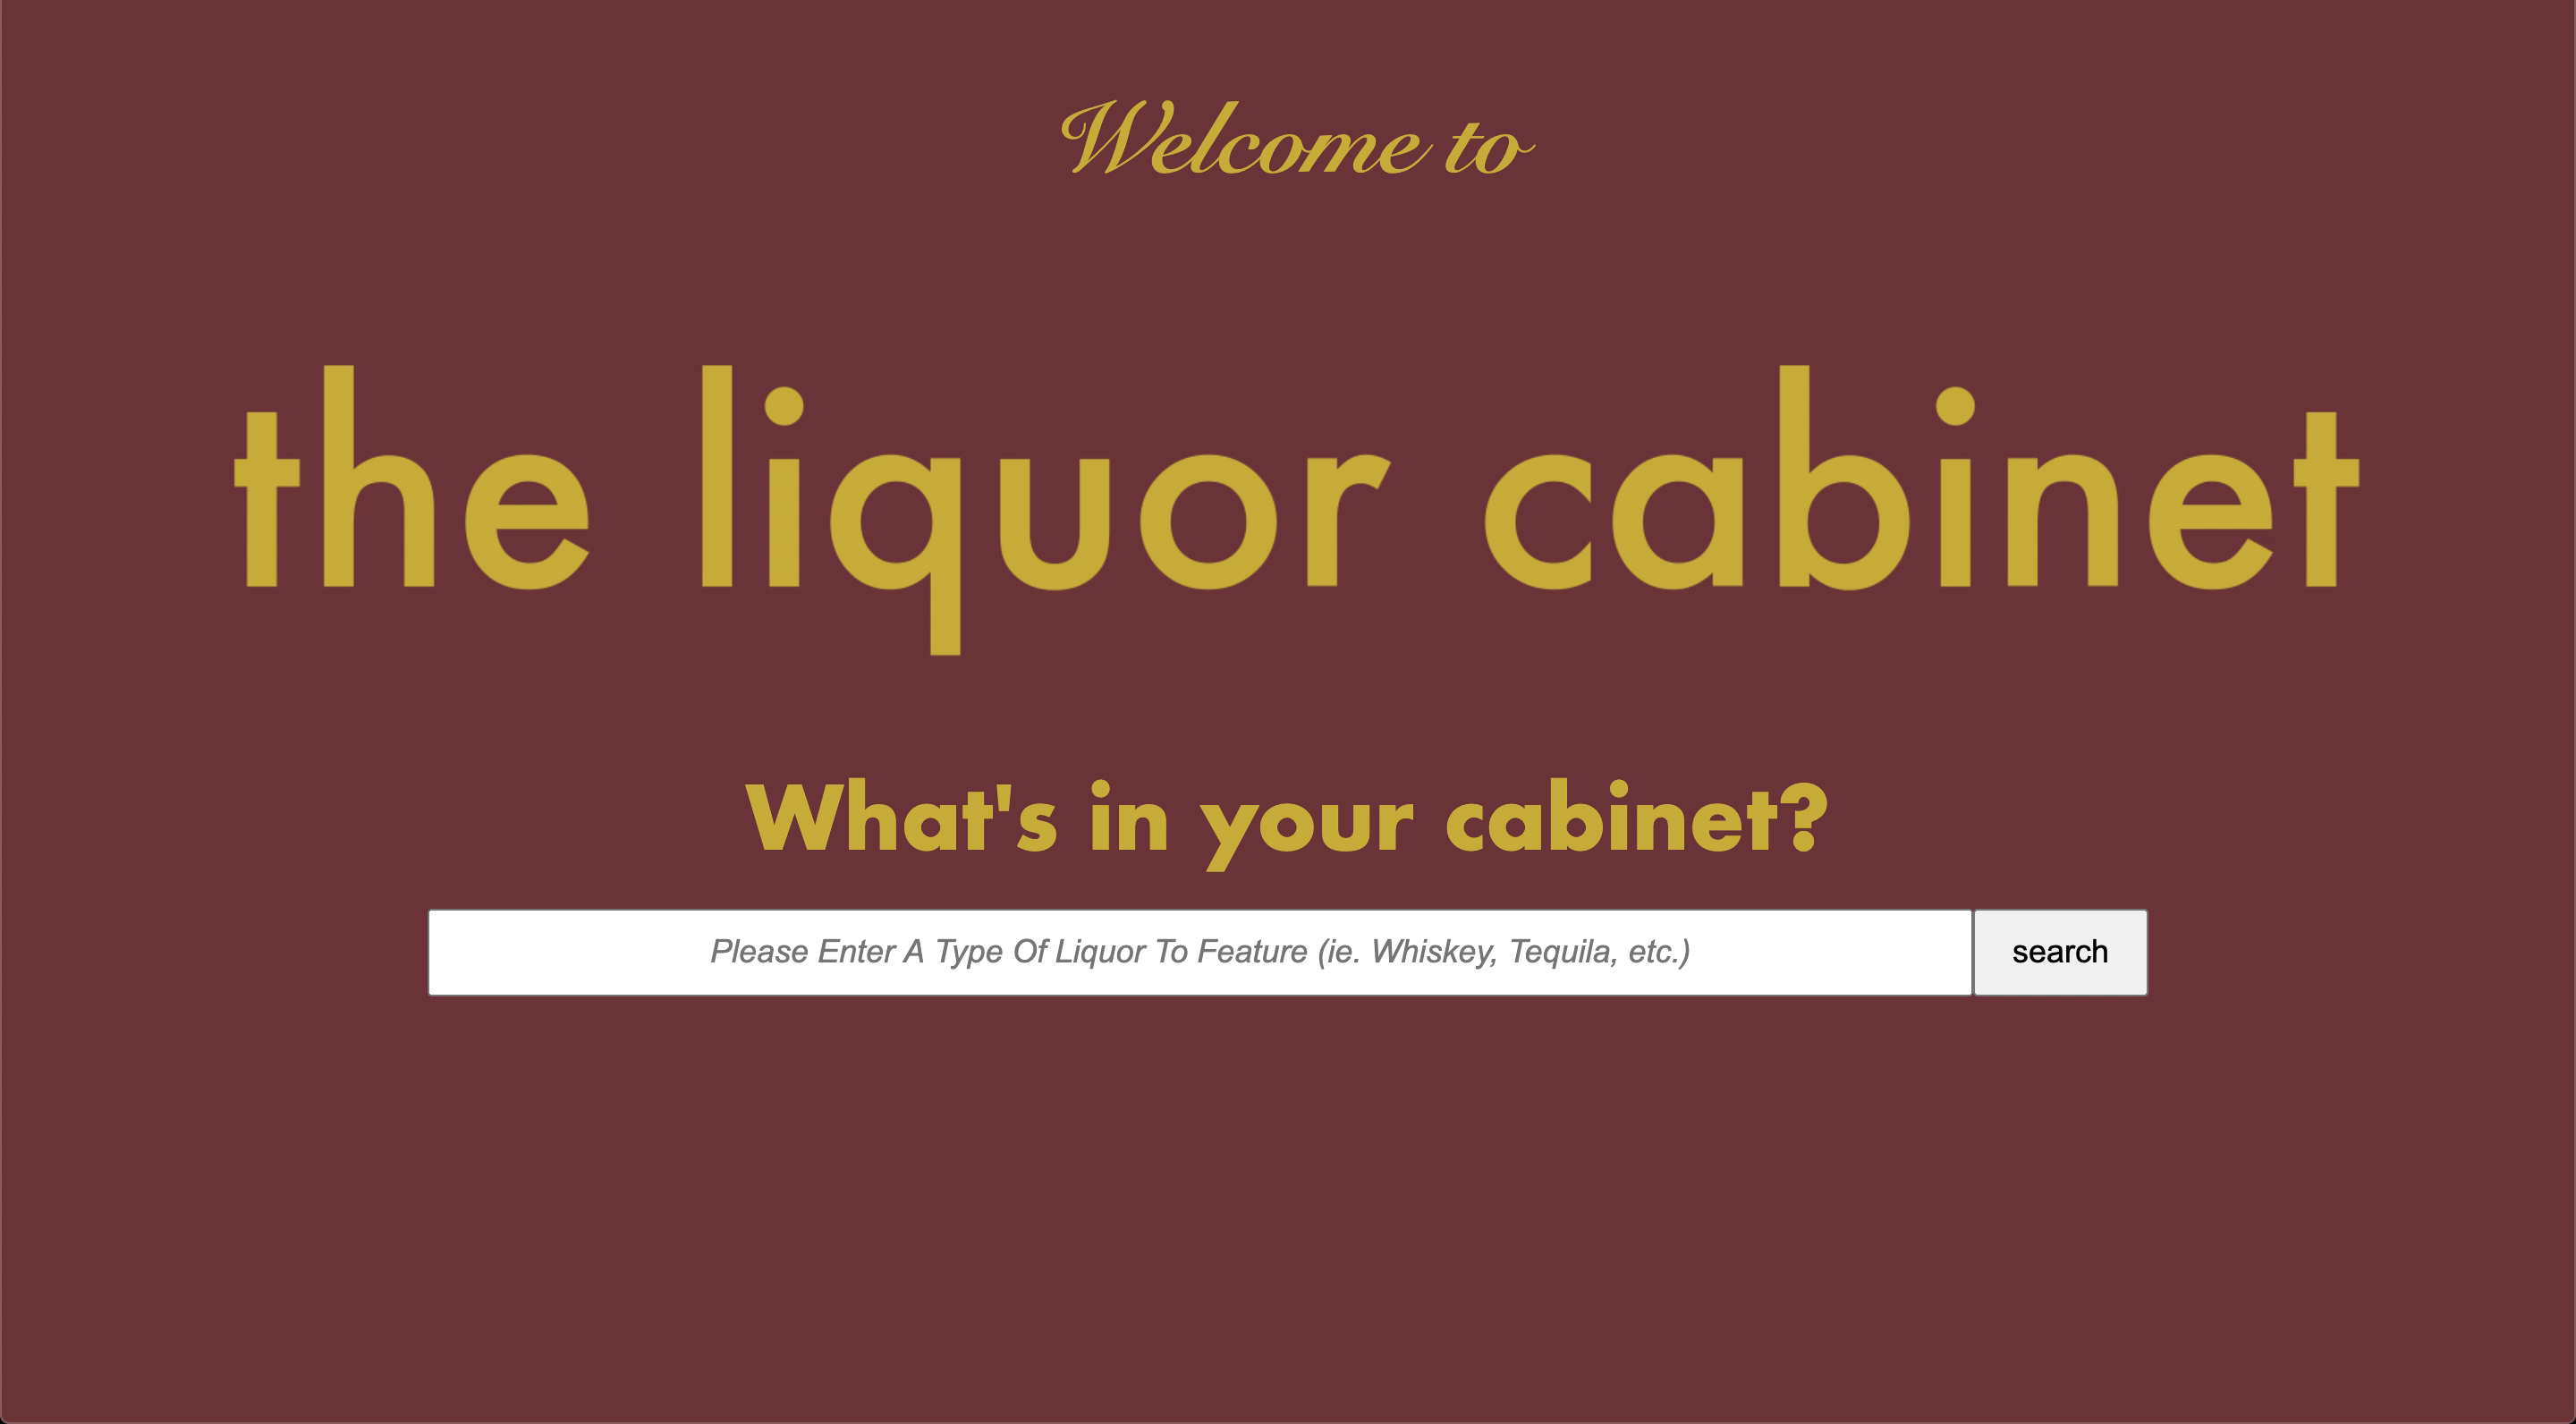 Welcome to
the liquor cabinet
What's in your cabinet?
Please Enter A Type Of Liquor To Feature (ie. Whiskey, Tequila, etc.)
search